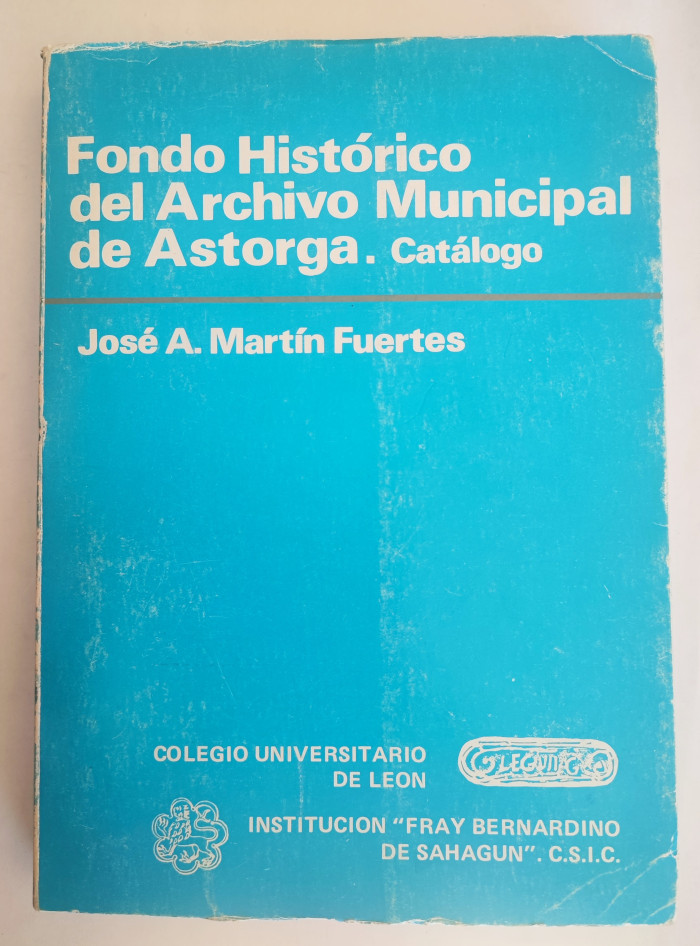 Fondo Histórico
del Archivo Municipal
de Astorga. Catálogo
José A. Martín Fuertes
COLEGIO UNIVERSITARIO
DE LEON
INSTITUCION "FRAY BERNARDINO
DE SAHAGUN". C.S.I.C.